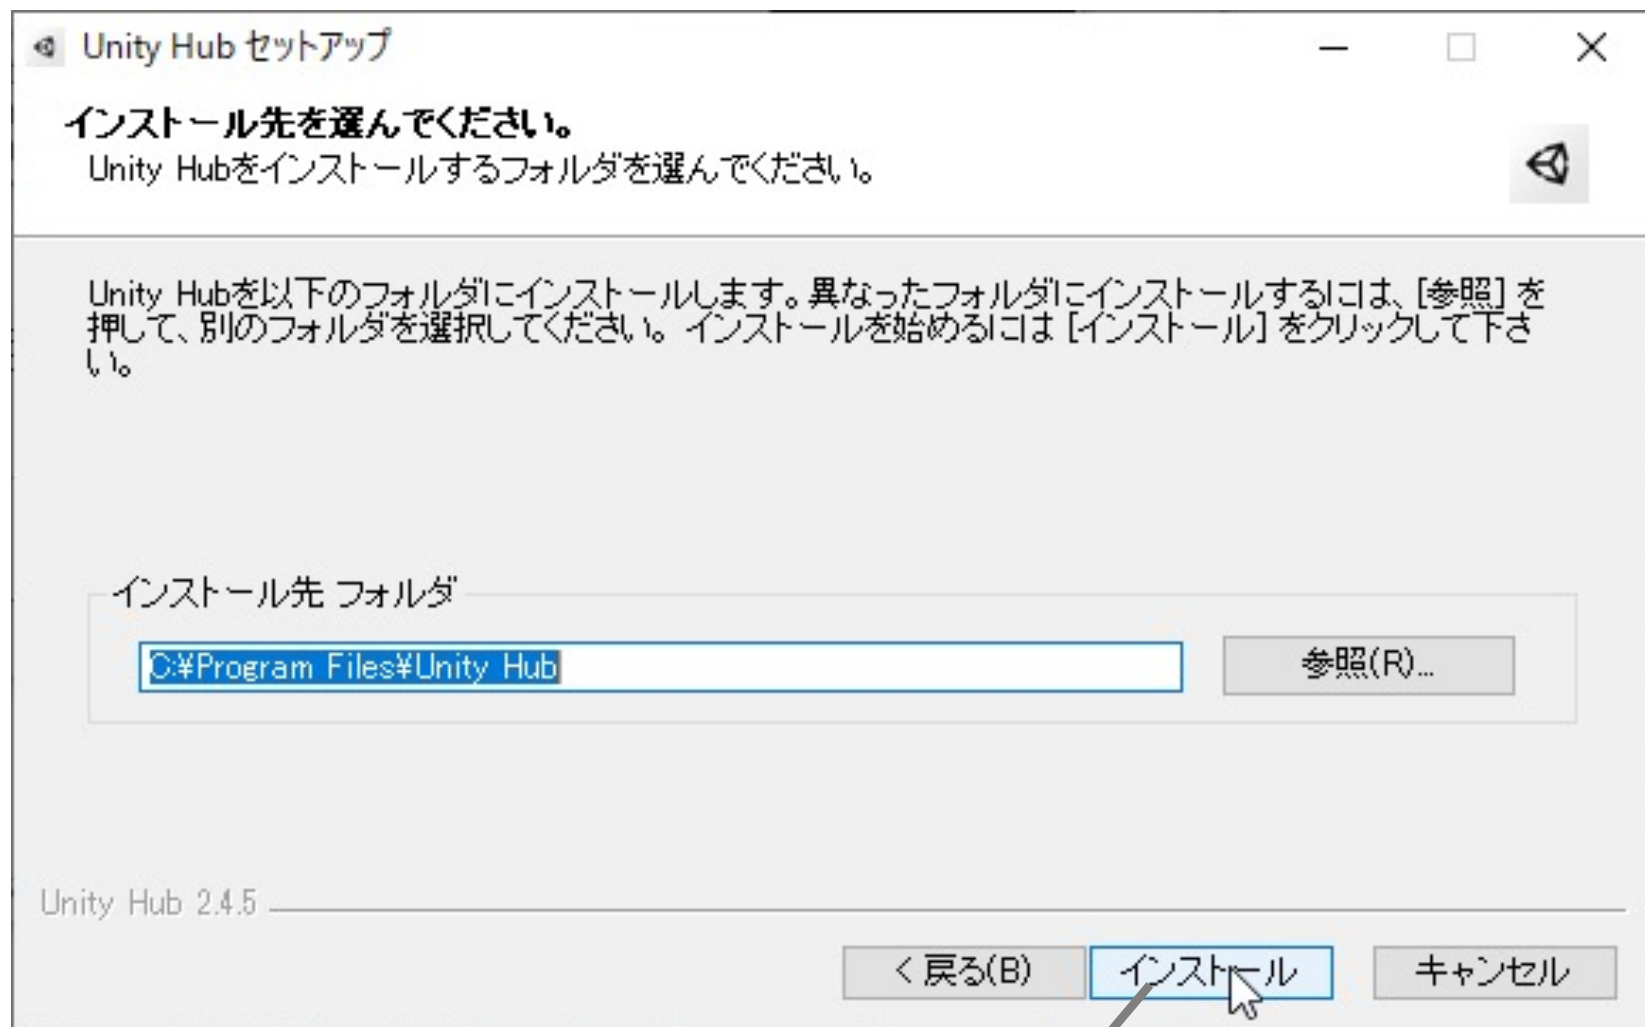 Unity Hub セットアップ
インストール先を選んでください。
Unity Hubをインストールするフォルダを選んでください。
Unity Hubを以下のフォルダにインストールします。異なったフォルダにインストールするには、[参照] を
押して、別のフォルダを選択してください。 インストールを始めるには [インストール] をクリックして下さ
い。
インストール先 フォルダ
C:¥Program Files¥Unity Hub
参照(R)...
Unity Hub 2.4.5
< 戻る(B)
インストール
キャンセル